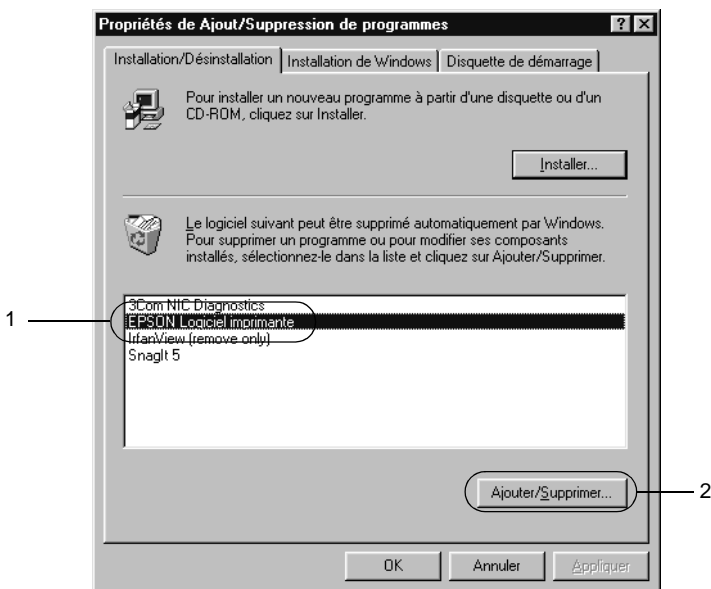 Propriétés de Ajout/Suppression de programmes
Installation/Désinstallation Installation de Windows Disquette de démarrage
Pour installer un nouveau programme à partir d'une disquette ou d'un
CD-ROM, cliquez sur Installer.
Installer...
Le logiciel suivant peut être supprimé automatiquement par Windows.
Pour supprimer un programme ou pour modifier ses composants
installés, sélectionnez-le dans la liste et cliquez sur Ajouter/Supprimer.
3Com NIC Diagnostics
1 EPSON Logiciel imprimante
IrfanView (remove only)
SnagIt 5
Ajouter/Supprimer... 2
OK Annuler Appliquer